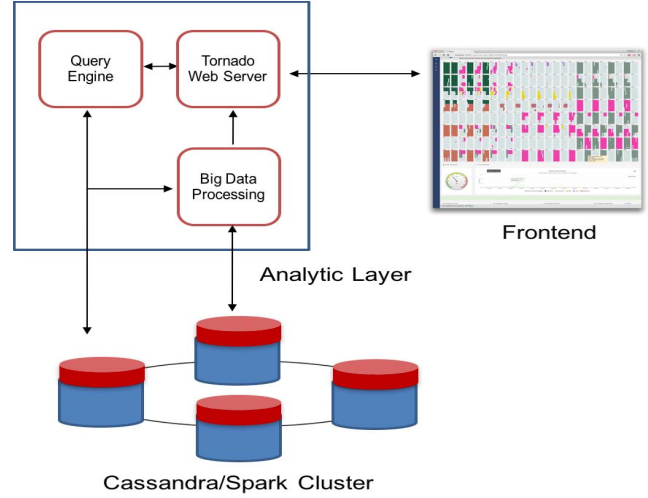 Query
Engine
Tornado
Web Server
Big Data
Processing
Frontend
Analytic Layer
Cassandra/Spark Cluster